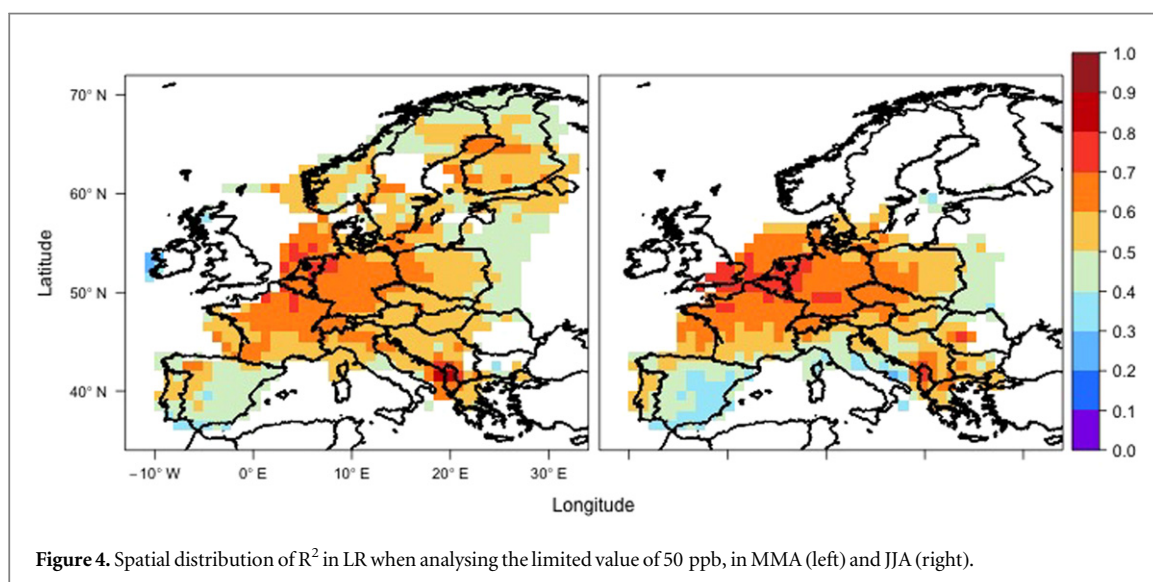 70° N
60° N
50° N
40° N
Latitude
−10° W 0° E 10° E 20° E 30° E
Longitude
1.0
0.9
0.8
0.7
0.6
0.5
0.4
0.3
0.2
0.1
0.0
Figure 4. Spatial distribution of R² in LR when analysing the limited value of 50 ppb, in MMA (left) and JJA (right).